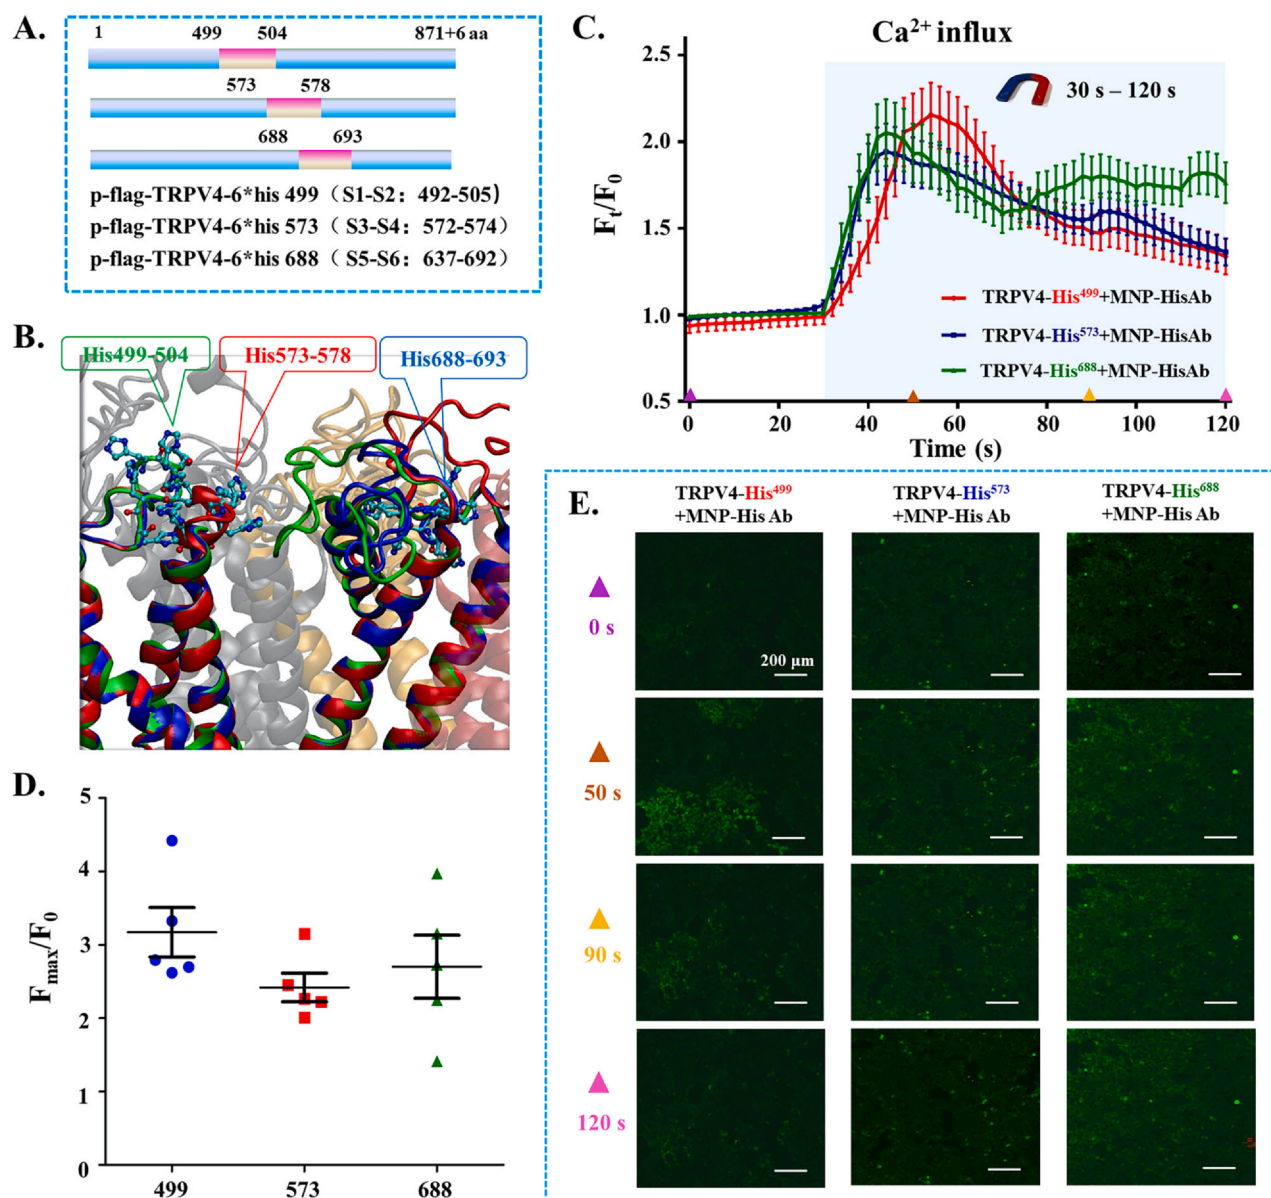 A.
1 499 504 871+6 aa
573 578
688 693
p-flag-TRPV4-6*his 499 (S1-S2: 492-505)
p-flag-TRPV4-6*his 573 (S3-S4: 572-574)
p-flag-TRPV4-6*his 688 (S5-S6: 637-692)
B.
His499-504 His573-578 His688-693
C.
Ca²⁺ influx
30 s – 120 s
Fₜ/F₀
2.5
2.0
1.5
1.0
0.5
TRPV4-His⁴⁹⁹+MNP-HisAb
TRPV4-His⁵⁷³+MNP-HisAb
TRPV4-His⁶⁸⁸+MNP-HisAb
0 20 40 60 80 100 120
Time (s)
D.
Fmax/F₀
5
4
3
2
1
0
499 573 688
E.
TRPV4-His⁴⁹⁹ TRPV4-His⁵⁷³ TRPV4-His⁶⁸⁸
+MNP-His Ab +MNP-His Ab +MNP-His Ab
0 s
200 μm
50 s
90 s
120 s